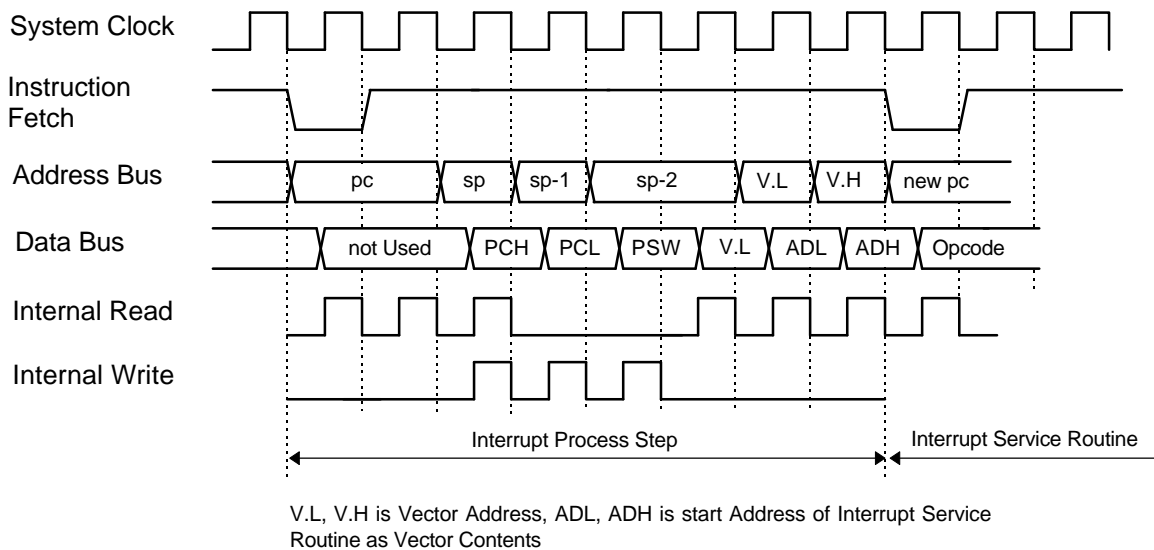 System Clock
Instruction
Fetch
Address Bus
pc
sp
sp-1
sp-2
V.L
V.H
new pc
Data Bus
not Used
PCH
PCL
PSW
V.L
ADL
ADH
Opcode
Internal Read
Internal Write
Interrupt Process Step
Interrupt Service Routine
V.L, V.H is Vector Address, ADL, ADH is start Address of Interrupt Service
Routine as Vector Contents